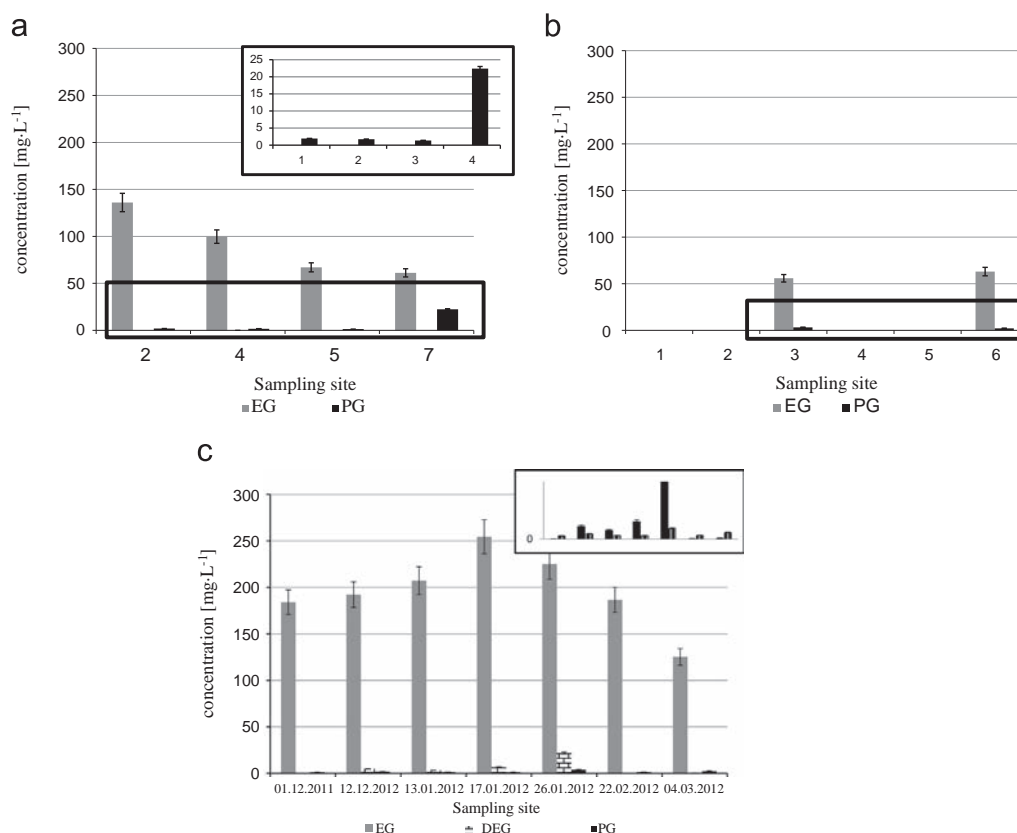 a
300
250
200
150
100
50
0
concentration [mg·L⁻¹]
25
20
15
10
5
0
1 2 3 4
2 4 5 7
Sampling site
EG PG
b
300
250
200
150
100
50
0
concentration [mg·L⁻¹]
1 2 3 4 5 6
Sampling site
EG PG
c
300
250
200
150
100
50
0
concentration [mg·L⁻¹]
0
01.12.2011 12.12.2012 13.01.2012 17.01.2012 26.01.2012 22.02.2012 04.03.2012
Sampling site
EG DEG PG